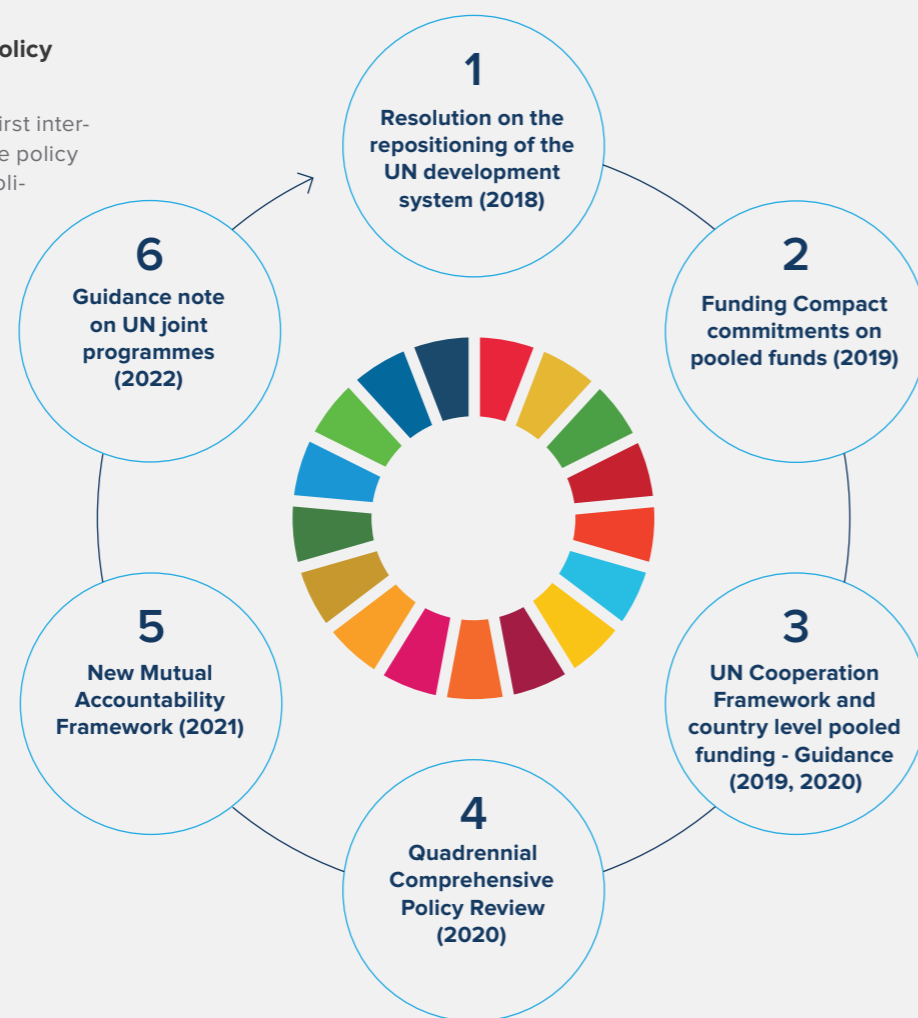 olicy
irst inter-
e policy
oli-
1
Resolution on the
repositioning of the
UN development
system (2018)
2
Funding Compact
commitments on
pooled funds (2019)
3
UN Cooperation
Framework and
country level pooled
funding - Guidance
(2019, 2020)
4
Quadrennial
Comprehensive
Policy Review
(2020)
5
New Mutual
Accountability
Framework (2021)
6
Guidance note
on UN joint
programmes
(2022)